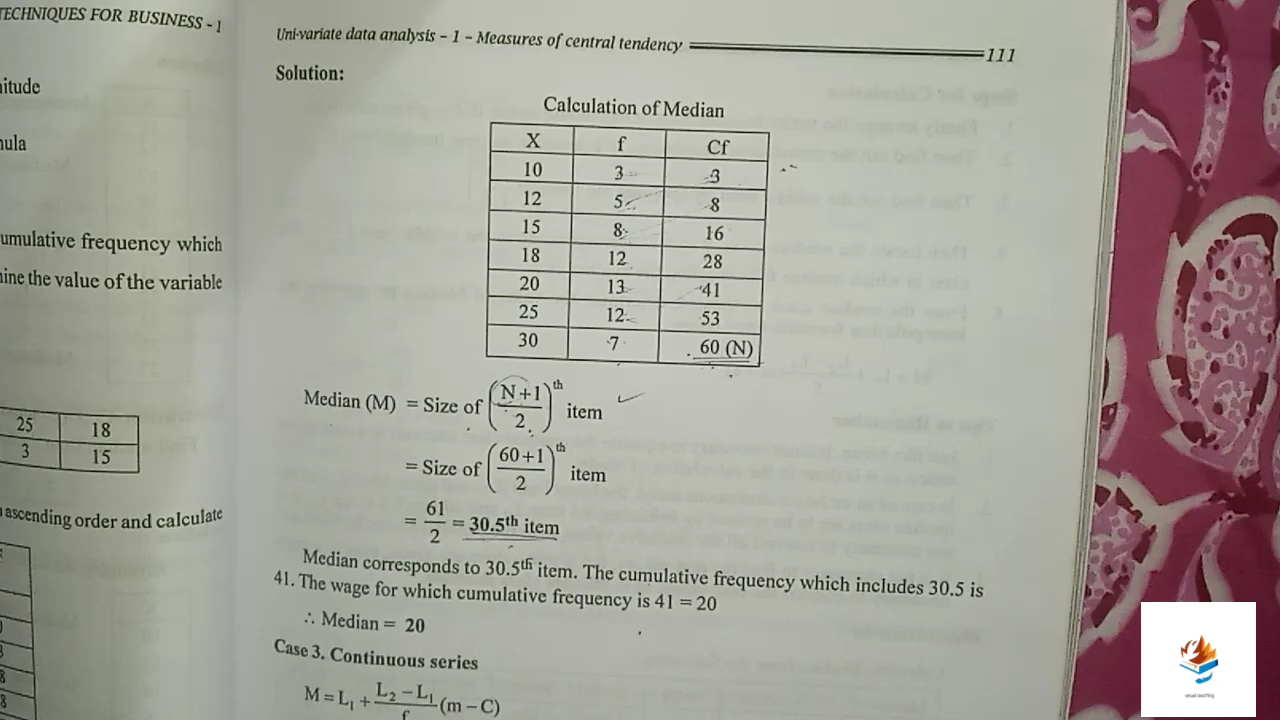 TECHNIQUES FOR BUSINESS - 1
umulative frequency which
ine the value of the variable
25 18
3 15
ascending order and calculate
Uni-variate data analysis - 1 - Measures of central tendency 111
Solution:
Calculation of Median
X f Cf
10 3 3
12 5 8
15 8 16
18 12 28
20 13 41
25 12 53
30 7 60 (N)
Median (M) = Size of ((N+1)/2)th item
= Size of ((60+1)/2)th item
= 61/2 = 30.5th item
Median corresponds to 30.5th item. The cumulative frequency which includes 30.5 is
41. The wage for which cumulative frequency is 41 = 20
∴ Median = 20
Case 3. Continuous series
M = L₁ + (L₂ – L₁)/f (m – C)